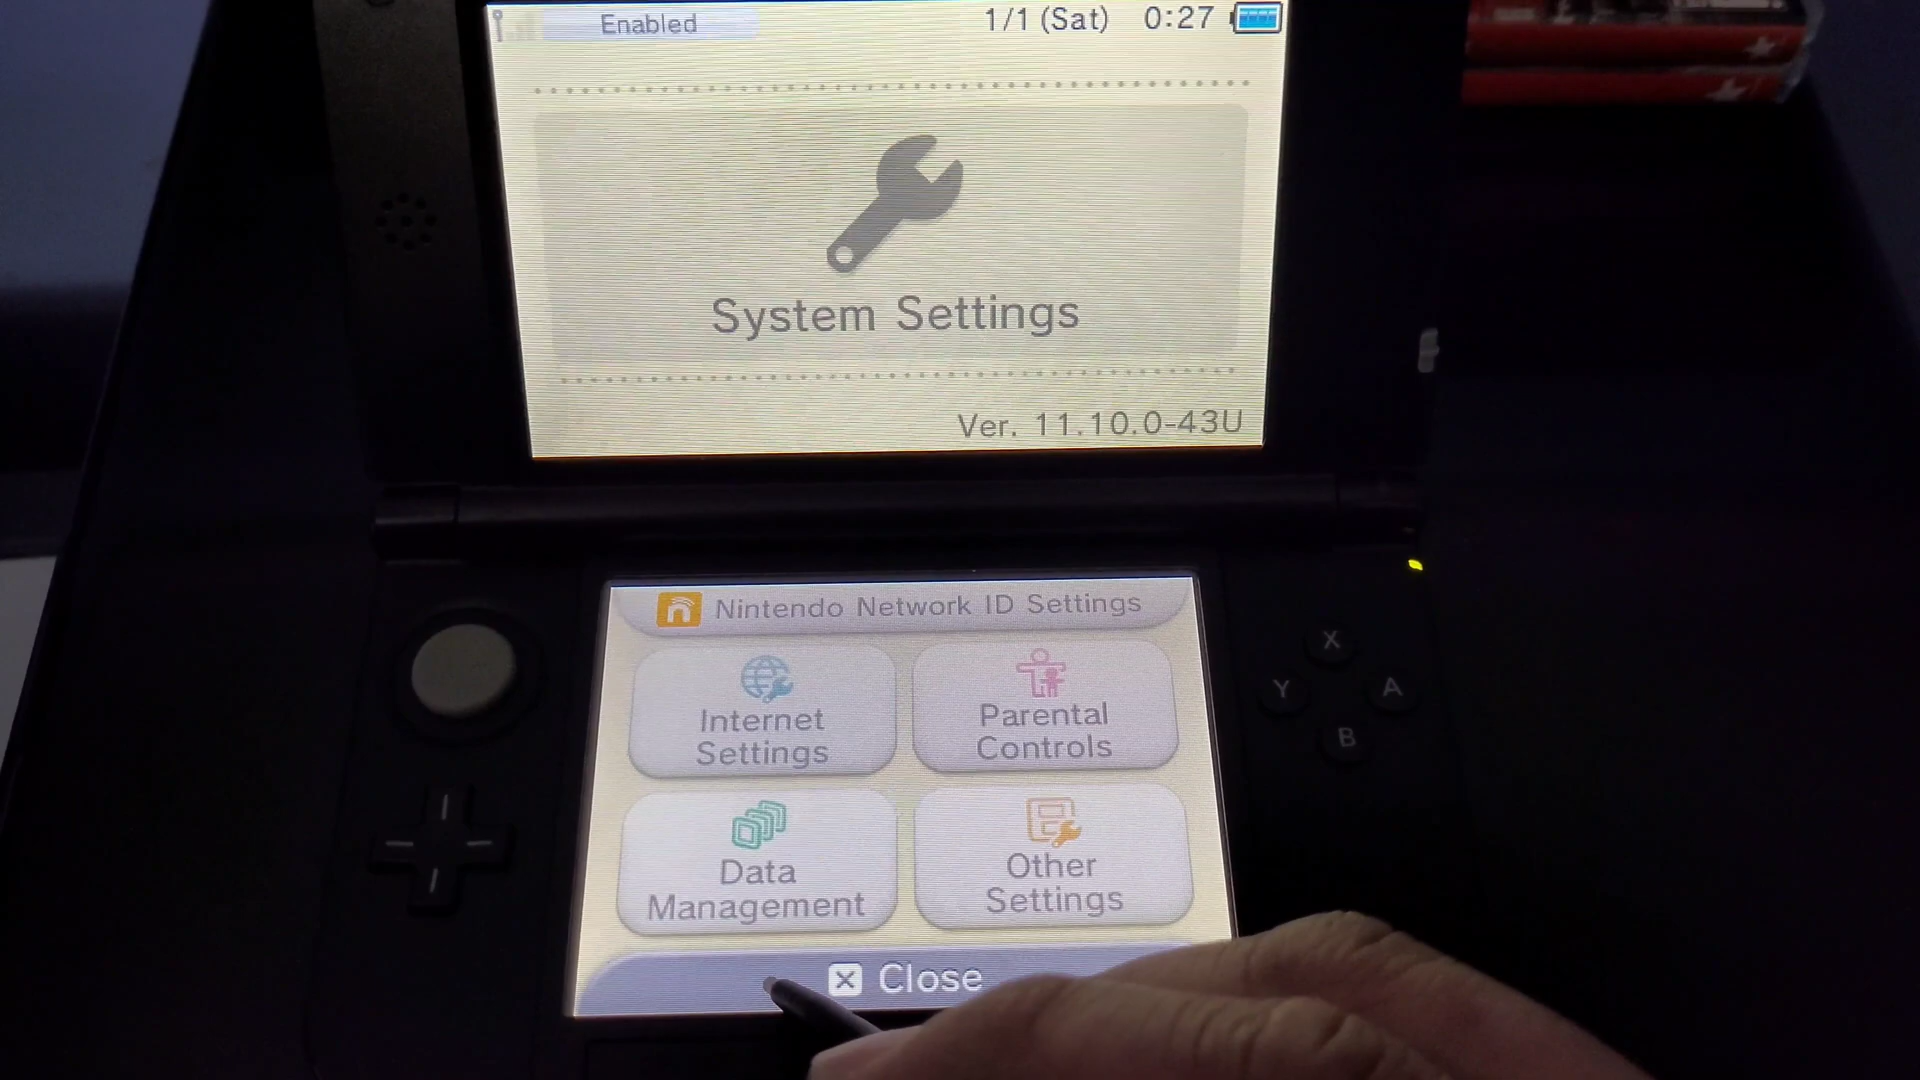 Enabled 1/1 (Sat) 0:27
System Settings
Ver. 11.10.0-43U
Nintendo Network ID Settings
Internet
Settings
Parental
Controls
Data
Management
Other
Settings
Close
X
Y
A
B